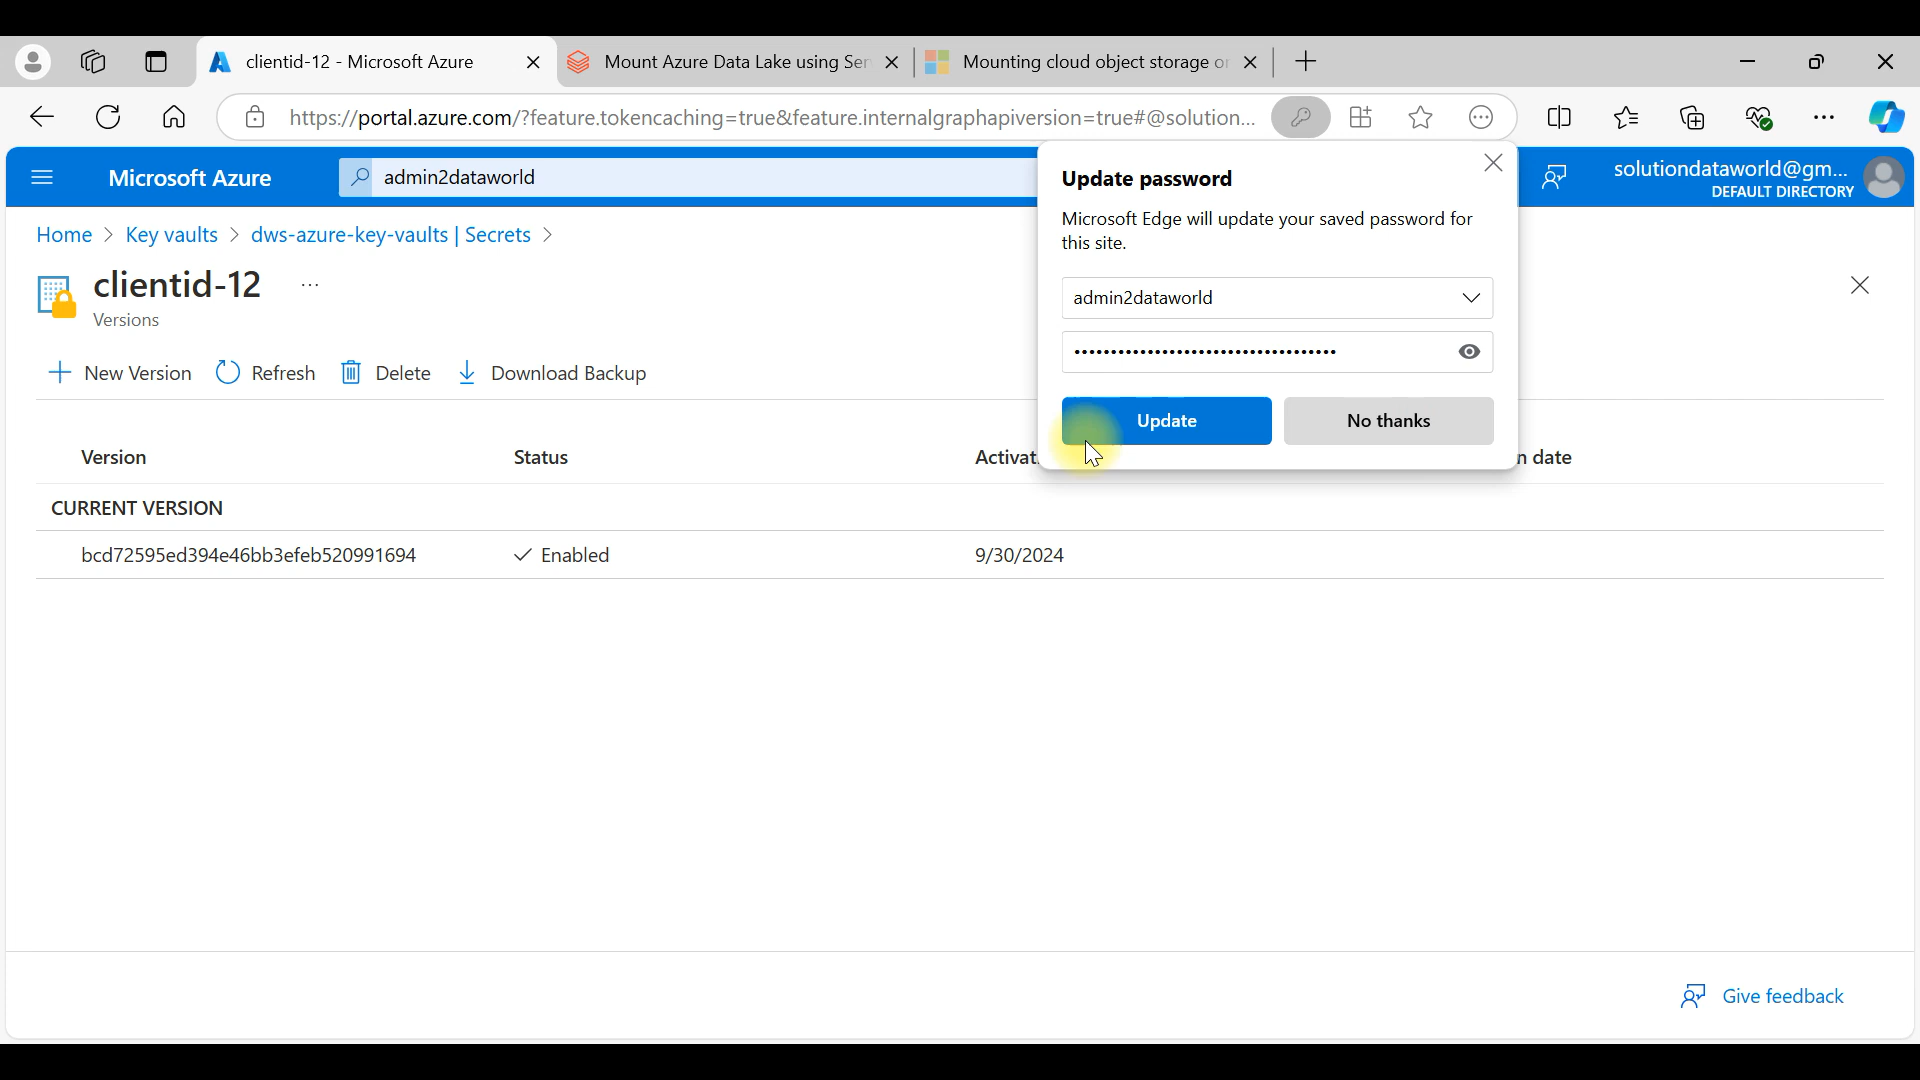 clientid-12 - Microsoft Azure
Mount Azure Data Lake using Ser
Mounting cloud object storage or
https://portal.azure.com/?feature.tokencaching=true&feature.internalgraphapiversion=true#@solution...
Microsoft Azure
admin2dataworld
solutiondataworld@gm...
DEFAULT DIRECTORY
Home > Key vaults > dws-azure-key-vaults | Secrets >
clientid-12 ...
Versions
New Version
Refresh
Delete
Download Backup
Update password
Microsoft Edge will update your saved password for
this site.
admin2dataworld
••••••••••••••••••••••••••••••••••••
Update
No thanks
Version
Status
Activat
n date
CURRENT VERSION
bcd72595ed394e46bb3efeb520991694
Enabled
9/30/2024
Give feedback